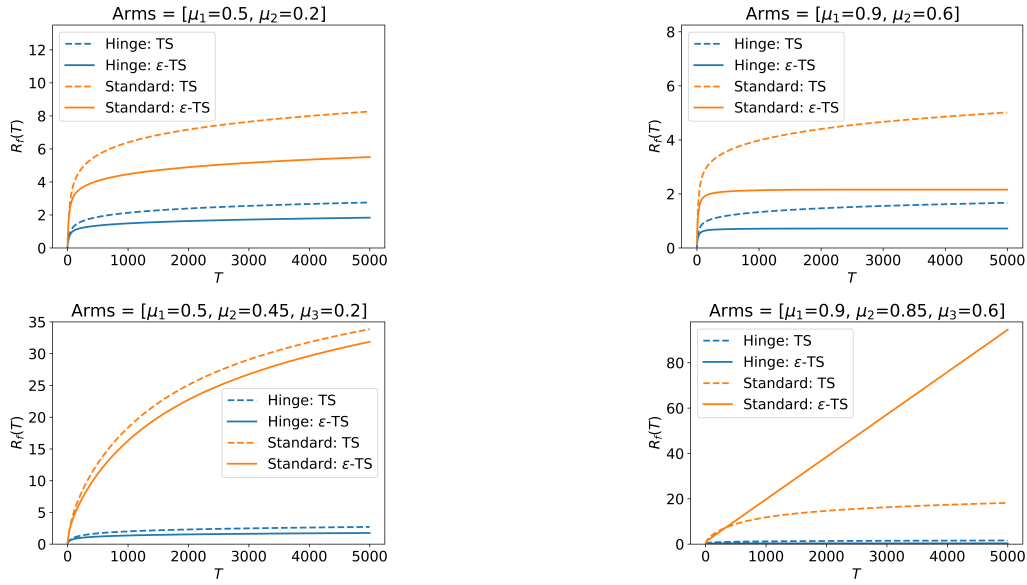 Arms = [μ1=0.5, μ2=0.2]
Hinge: TS
Hinge: ε-TS
Standard: TS
Standard: ε-TS
Rf(T)
12
10
8
6
4
2
0
0 1000 2000 3000 4000 5000
T
Arms = [μ1=0.9, μ2=0.6]
Hinge: TS
Hinge: ε-TS
Standard: TS
Standard: ε-TS
Rf(T)
8
6
4
2
0
0 1000 2000 3000 4000 5000
T
Arms = [μ1=0.5, μ2=0.45, μ3=0.2]
Hinge: TS
Hinge: ε-TS
Standard: TS
Standard: ε-TS
Rf(T)
35
30
25
20
15
10
5
0
0 1000 2000 3000 4000 5000
T
Arms = [μ1=0.9, μ2=0.85, μ3=0.6]
Hinge: TS
Hinge: ε-TS
Standard: TS
Standard: ε-TS
Rf(T)
80
60
40
20
0
0 1000 2000 3000 4000 5000
T